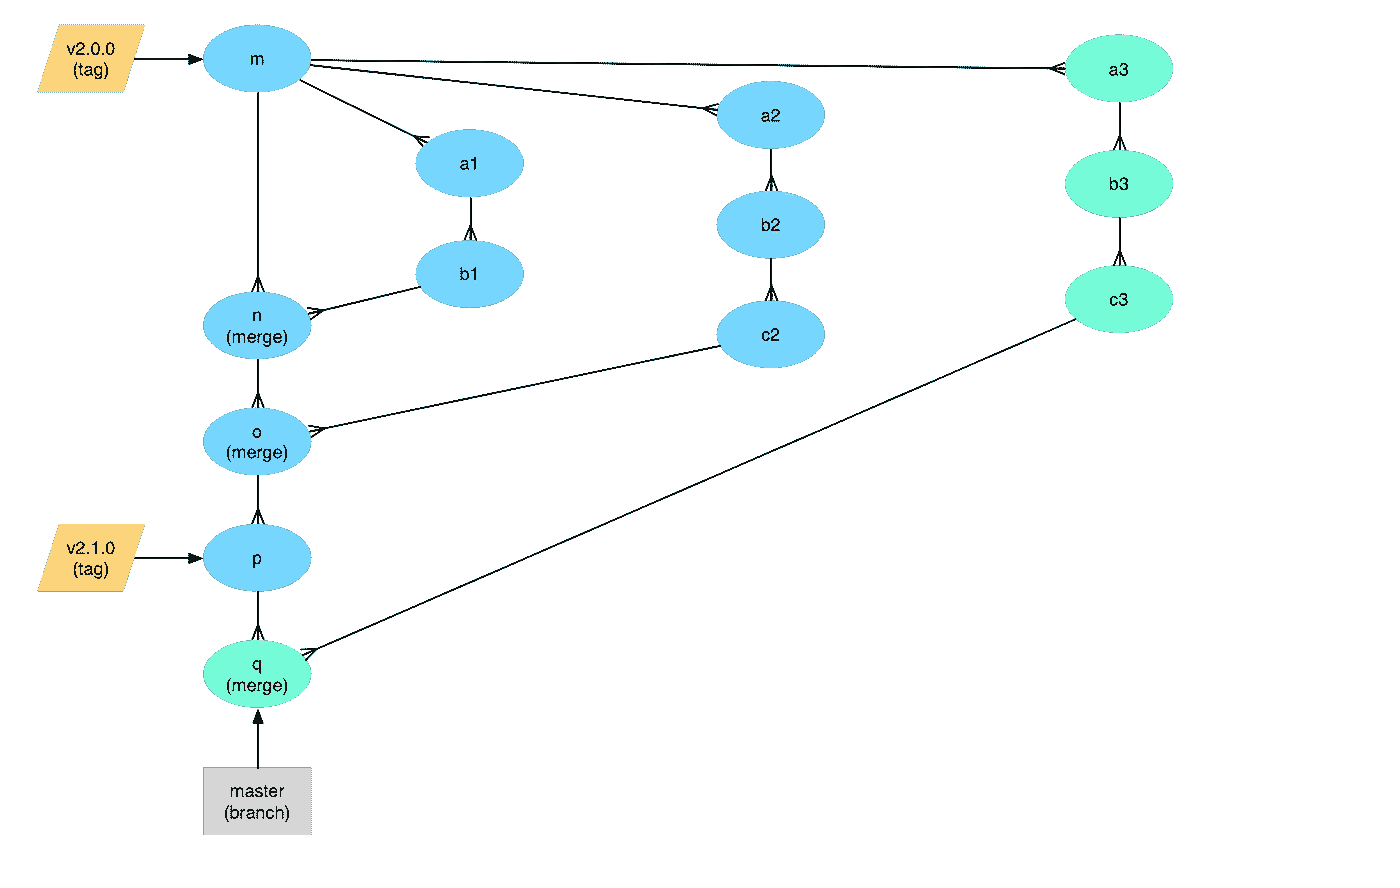 v2.0.0
(tag)
m
a3
a2
a1
b3
b2
b1
c3
n
(merge)
c2
o
(merge)
v2.1.0
(tag)
p
q
(merge)
master
(branch)